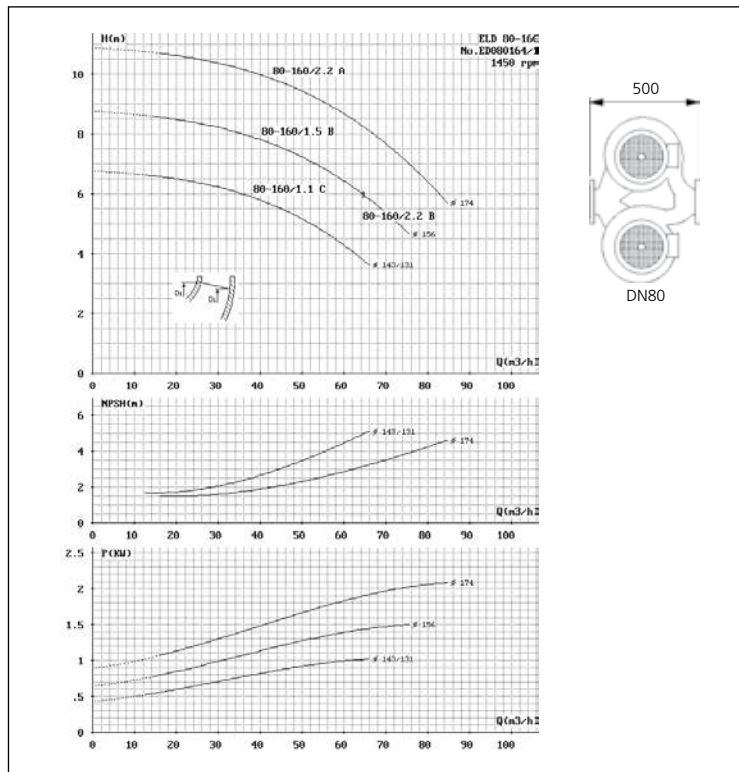 H(m)
ELD 80-16
No.ED080164/
1450 rpm
10
80-160/2.2 A
8
80-160/1.5 B
6
80-160/1.1 C
80-160/2.2 B
ø 174
ø 156
4
ø 143/131
2
0
Q(m3/h)
0 10 20 30 40 50 60 70 80 90 100
500
DN80
NPSH(m)
6
ø 143/131
4
ø 174
2
0
Q(m3/h)
0 10 20 30 40 50 60 70 80 90 100
2.5
P(KW)
2
ø 174
1.5
ø 156
1
ø 143/131
.5
0
Q(m3/h)
0 10 20 30 40 50 60 70 80 90 100